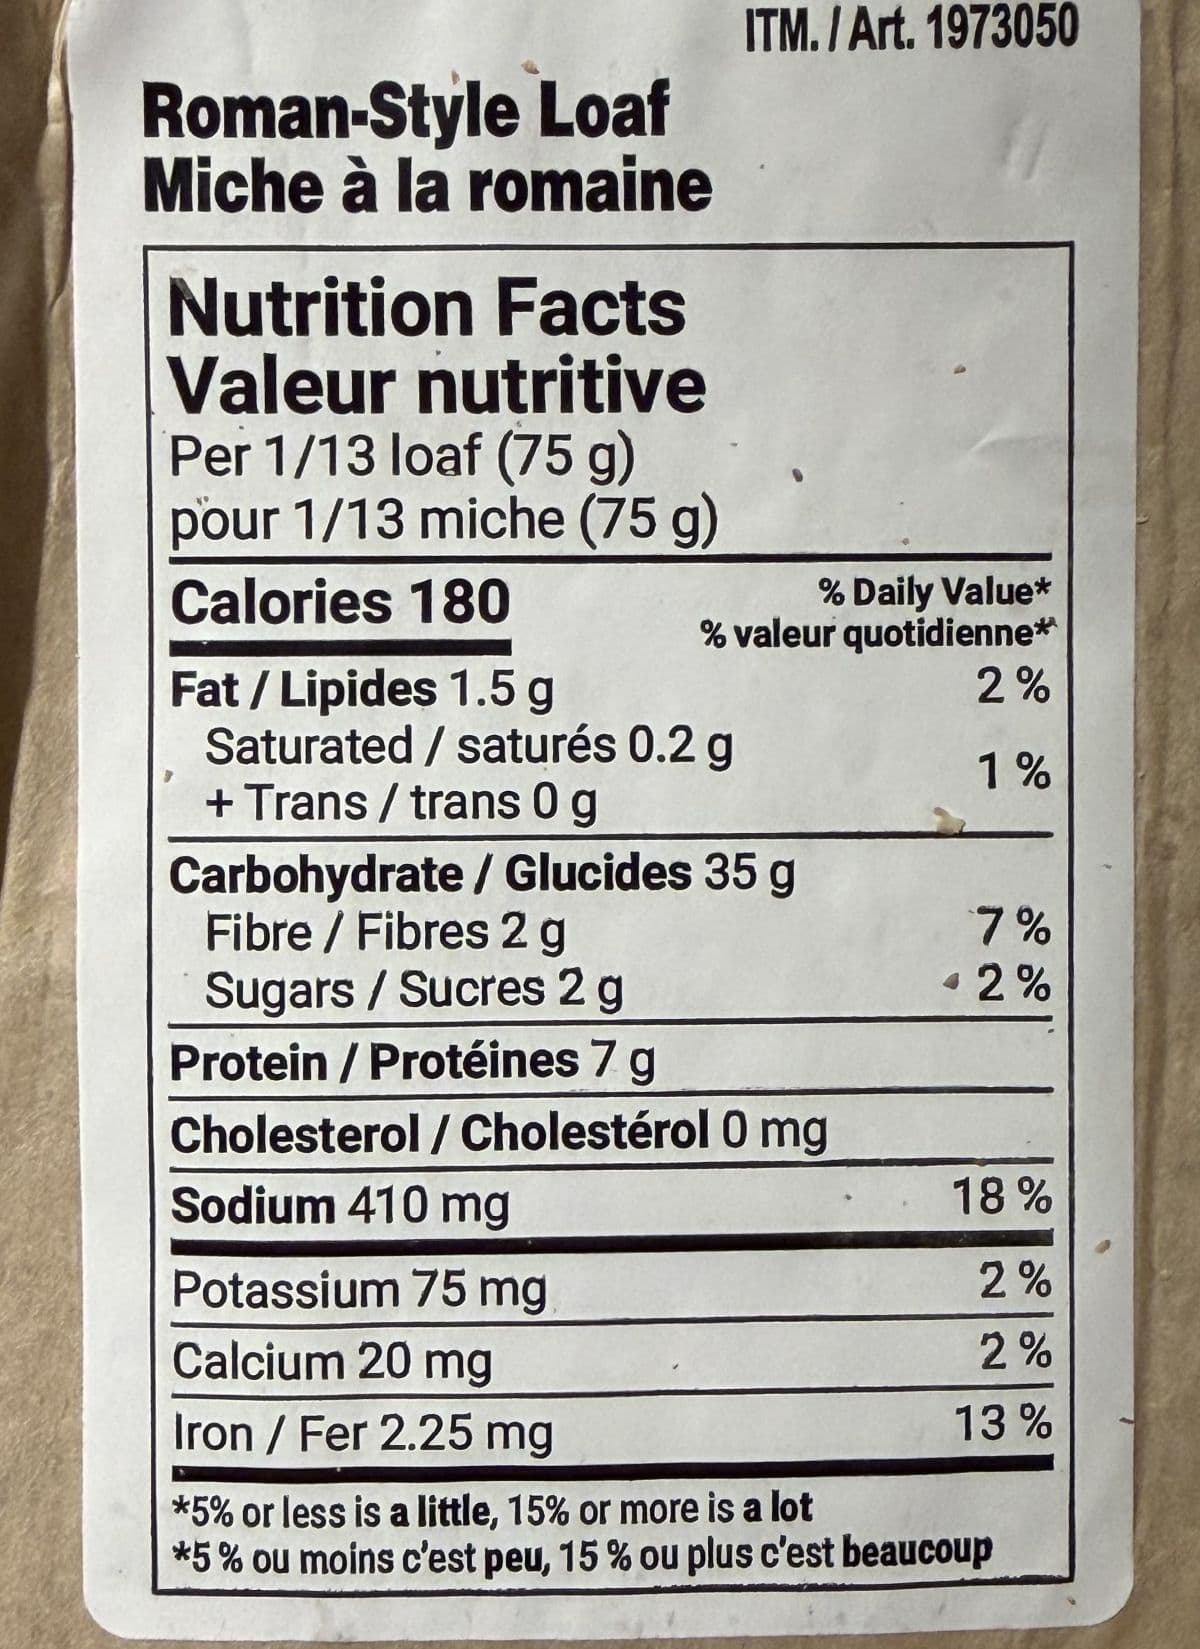 ITM. / Art. 1973050
Roman-Style Loaf
Miche à la romaine
Nutrition Facts
Valeur nutritive
Per 1/13 loaf (75 g)
pour 1/13 miche (75 g)
Calories 180
% Daily Value*
% valeur quotidienne*
Fat / Lipides 1.5 g 2 %
Saturated / saturés 0.2 g
+ Trans / trans 0 g 1 %
Carbohydrate / Glucides 35 g
Fibre / Fibres 2 g 7 %
Sugars / Sucres 2 g 2 %
Protein / Protéines 7 g
Cholesterol / Cholestérol 0 mg
Sodium 410 mg 18 %
Potassium 75 mg 2 %
Calcium 20 mg 2 %
Iron / Fer 2.25 mg 13 %
*5% or less is a little, 15% or more is a lot
*5 % ou moins c'est peu, 15 % ou plus c'est beaucoup